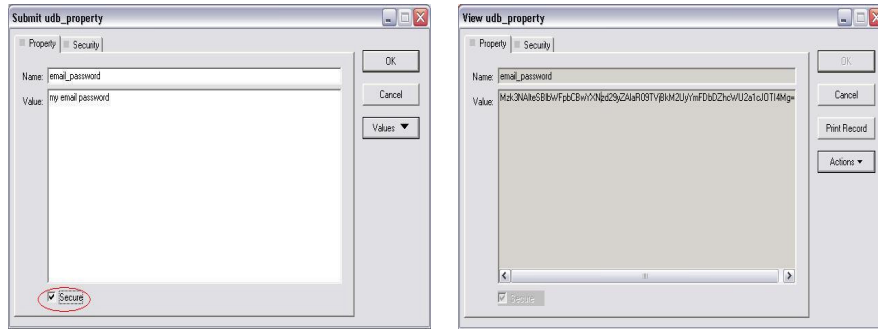 Submit udb_property
Property
Security
OK
Name:
email_password
Cancel
Value:
my email password
Values
Secure
View udb_property
Property
Security
OK
Name:
email_password
Cancel
Value:
Print Record
Actions
Secure